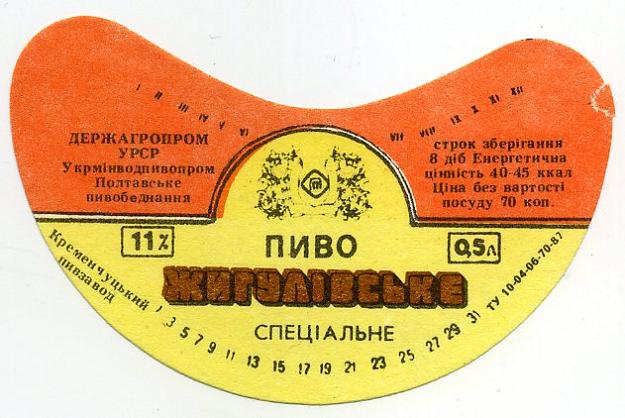 I II III IV V VI VII VIII IX X XI XII
ДЕРЖАГРОПРОМ
УРСР
Укрмінводпивопром
Полтавське
пивобеднання
строк зберігання
8 діб Енергетична
цінність 40-45 ккал
Ціна без вартості
посуду 70 коп.
11%
ПИВО
0,5л
ЖИГУЛІВСЬКЕ
СПЕЦІАЛЬНЕ
Кременчуцький
пивзавод
1 3 5 7 9 11 13 15 17 19 21 23 25 27 29 31
ТУ 10-04-06-70-87